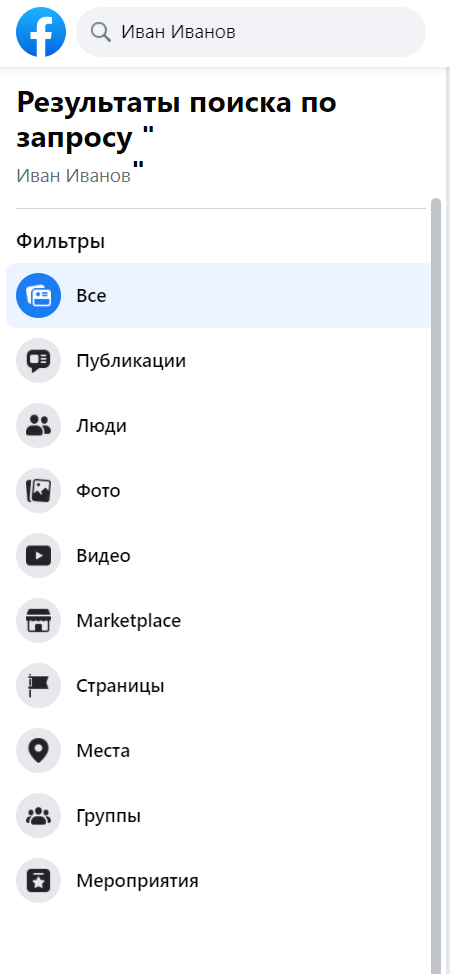 Иван Иванов
Результаты поиска по
запросу "
Иван Иванов"
Фильтры
Все
Публикации
Люди
Фото
Видео
Marketplace
Страницы
Места
Группы
Мероприятия